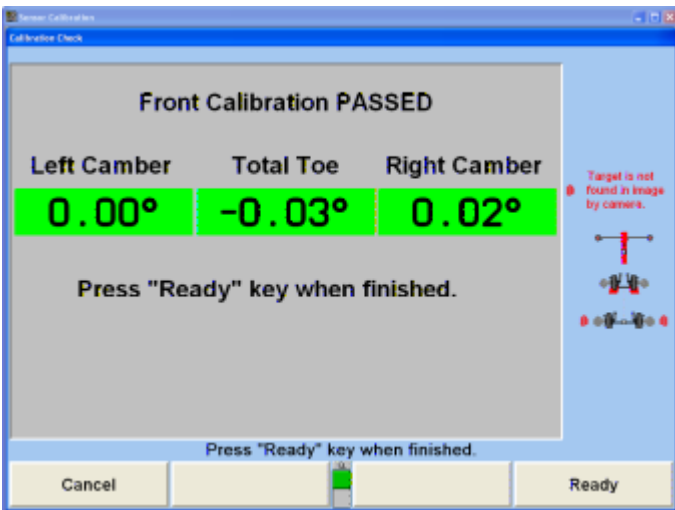 Sensor Calibration
Calibration Check
Front Calibration PASSED
Left Camber Total Toe Right Camber
0.00° -0.03° 0.02°
Target is not
found in image
by camera.
Press "Ready" key when finished.
Press "Ready" key when finished.
Cancel Ready